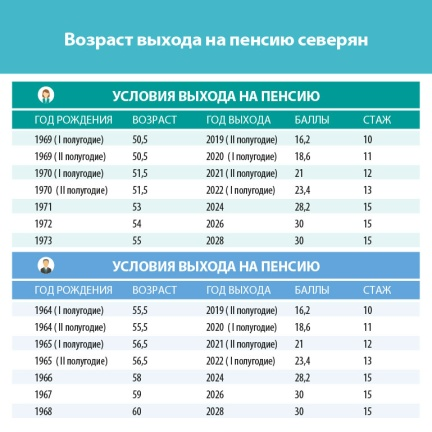 Возраст выхода на пенсию северян
УСЛОВИЯ ВЫХОДА НА ПЕНСИЮ
ГОД РОЖДЕНИЯ ВОЗРАСТ ГОД ВЫХОДА БАЛЛЫ СТАЖ
1969 ( I полугодие) 50,5 2019 ( II полугодие) 16,2 10
1969 ( II полугодие) 50,5 2020 ( I полугодие) 18,6 11
1970 ( I полугодие) 51,5 2021 ( II полугодие) 21 12
1970 ( II полугодие) 51,5 2022 ( I полугодие) 23,4 13
1971 53 2024 28,2 15
1972 54 2026 30 15
1973 55 2028 30 15
УСЛОВИЯ ВЫХОДА НА ПЕНСИЮ
ГОД РОЖДЕНИЯ ВОЗРАСТ ГОД ВЫХОДА БАЛЛЫ СТАЖ
1964 ( I полугодие) 55,5 2019 ( II полугодие) 16,2 10
1964 ( II полугодие) 55,5 2020 ( I полугодие) 18,6 11
1965 ( I полугодие) 56,5 2021 ( II полугодие) 21 12
1965 ( II полугодие) 56,5 2022 ( I полугодие) 23,4 13
1966 58 2024 28,2 15
1967 59 2026 30 15
1968 60 2028 30 15